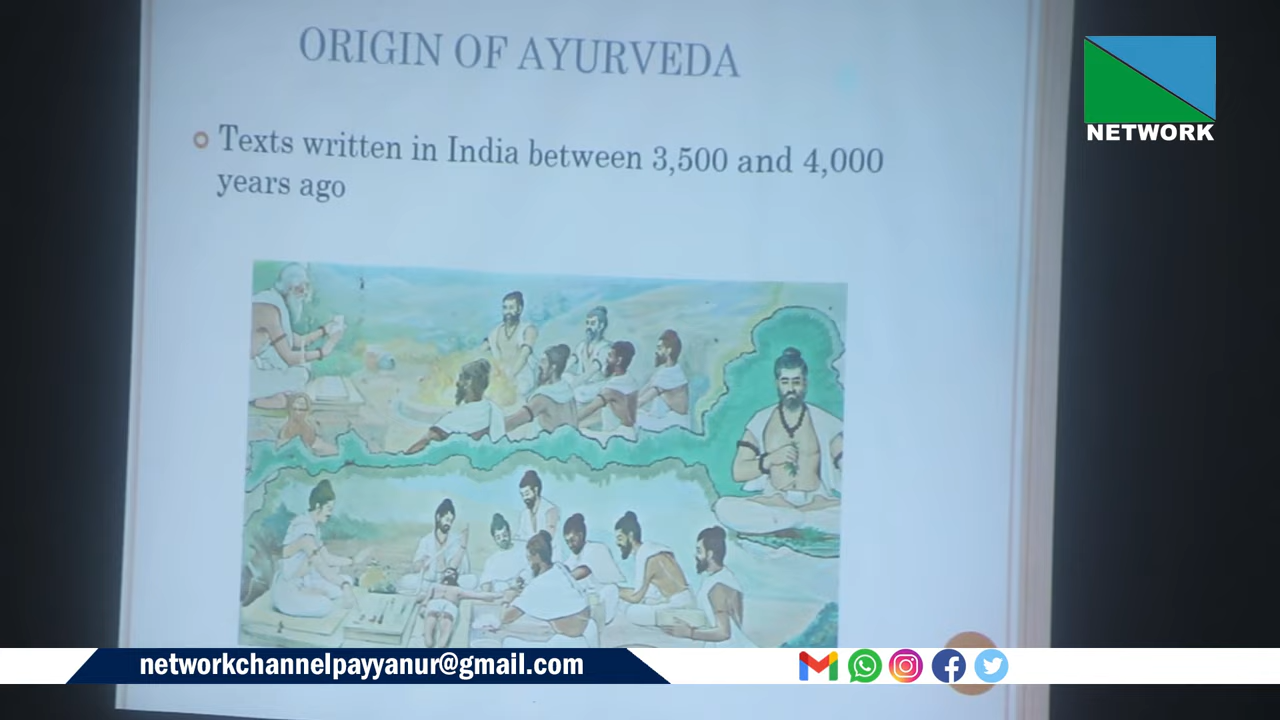 ORIGIN OF AYURVEDA
Texts written in India between 3,500 and 4,000
years ago
NETWORK
networkchannelpayyanur@gmail.com